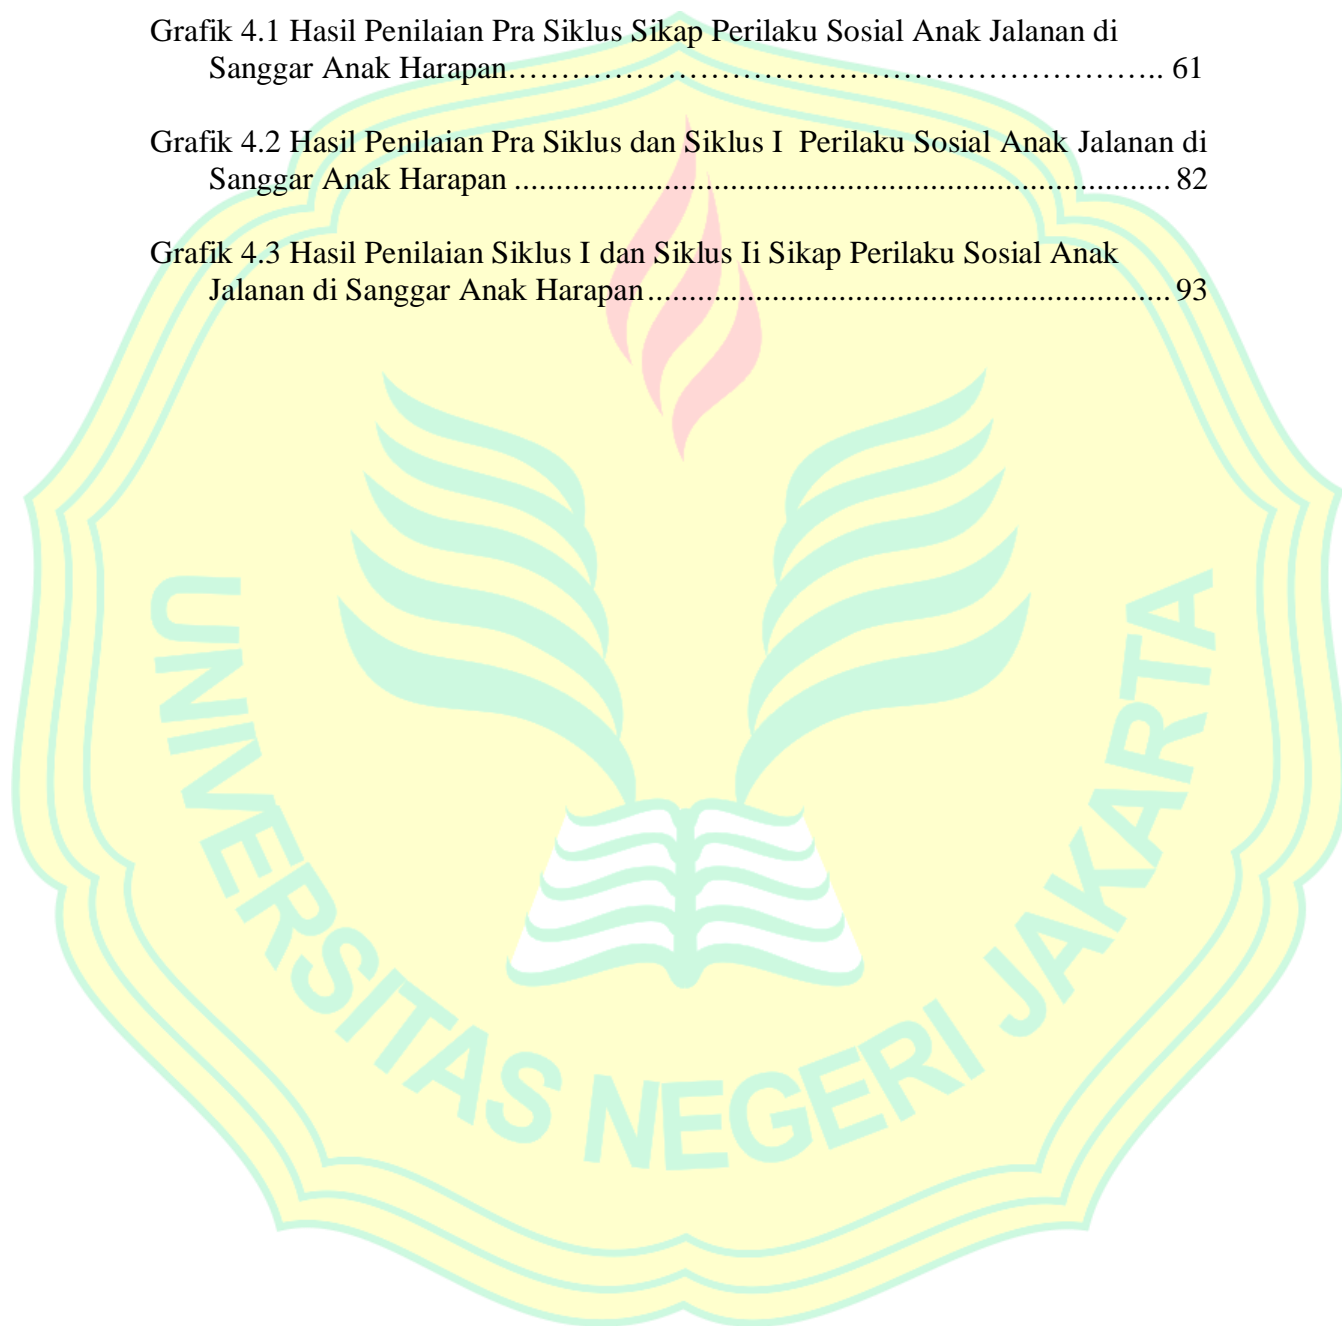 Grafik 4.1 Hasil Penilaian Pra Siklus Sikap Perilaku Sosial Anak Jalanan di
Sanggar Anak Harapan……………………………………………………….. 61
Grafik 4.2 Hasil Penilaian Pra Siklus dan Siklus I  Perilaku Sosial Anak Jalanan di
Sanggar Anak Harapan ........................................................................ 82
Grafik 4.3 Hasil Penilaian Siklus I dan Siklus Ii Sikap Perilaku Sosial Anak
Jalanan di Sanggar Anak Harapan......................................................... 93
UNIVERSITAS NEGERI JAKARTA